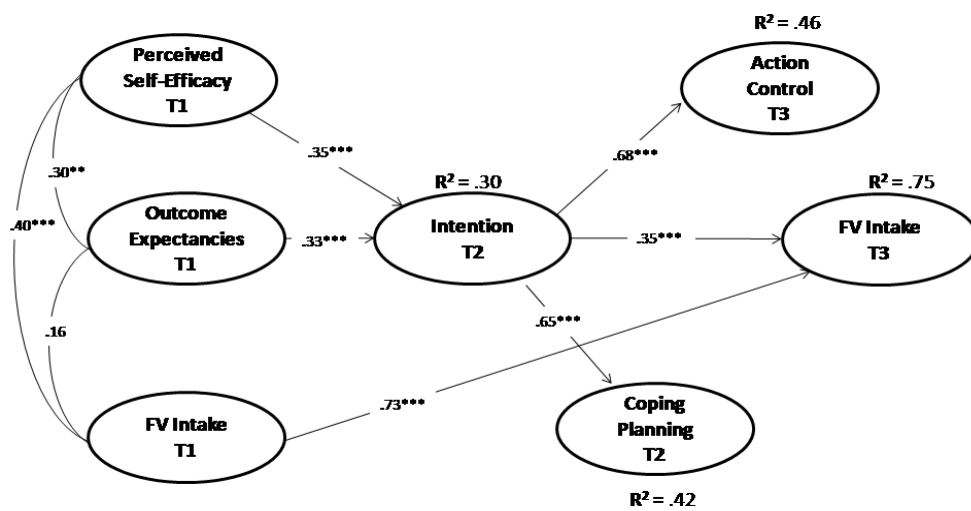 R² = .46
Perceived
Self-Efficacy
T1
Action
Control
T3
.35***
.68***
.30**
R² = .30
R² = .75
.40***
Outcome
Expectancies
T1
.33***
Intention
T2
.35***
FV Intake
T3
.16
.65***
.73***
FV Intake
T1
Coping
Planning
T2
R² = .42